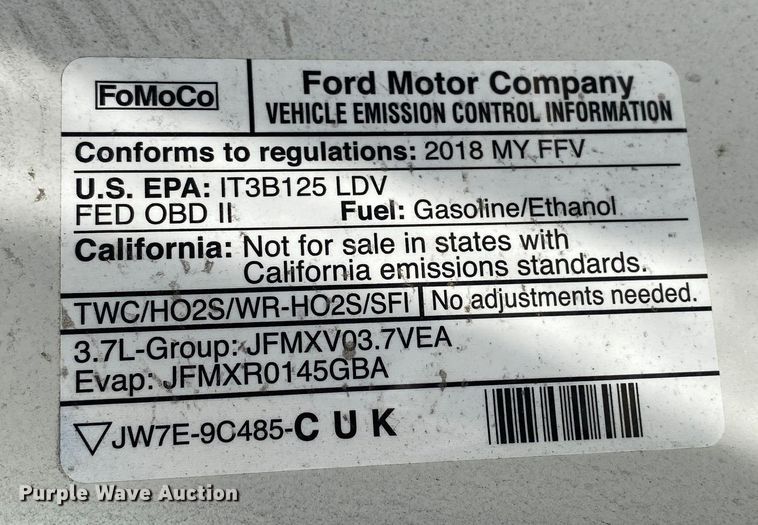 FoMoCo
Ford Motor Company
VEHICLE EMISSION CONTROL INFORMATION
Conforms to regulations: 2018 MY FFV
U.S. EPA: IT3B125 LDV
FED OBD II Fuel: Gasoline/Ethanol
California: Not for sale in states with
California emissions standards.
TWC/HO2S/WR-HO2S/SFI No adjustments needed.
3.7L-Group: JFMXV03.7VEA
Evap: JFMXR0145GBA
JW7E-9C485-CUK
Purple Wave Auction